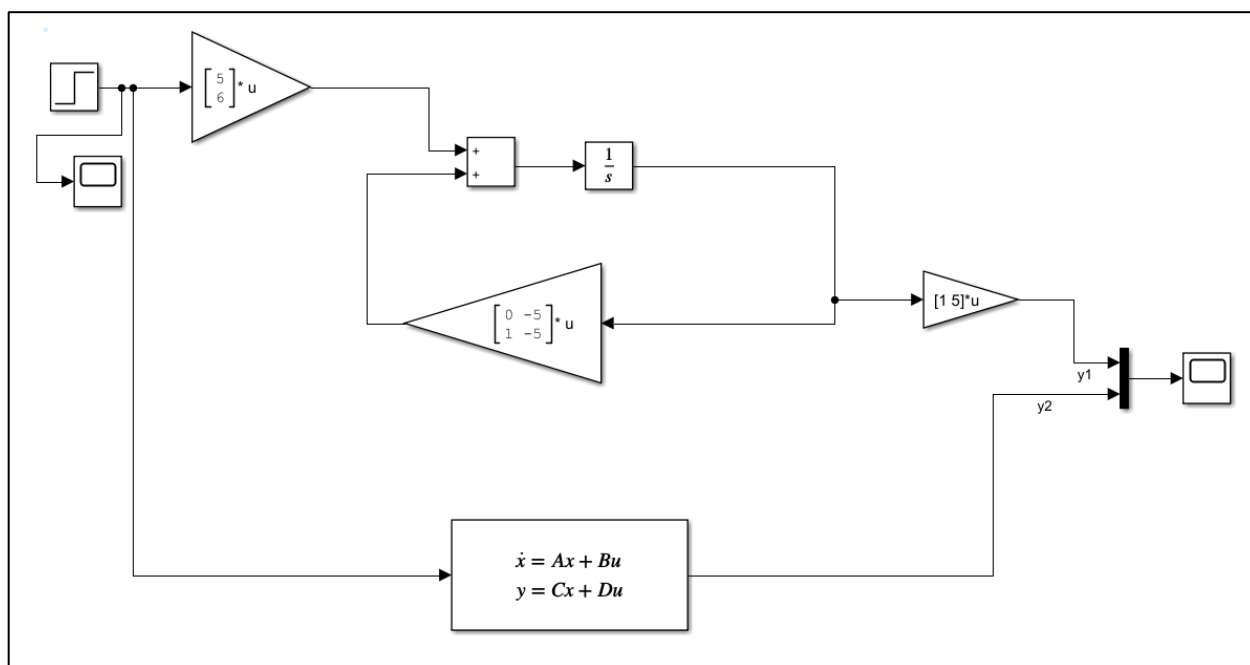 [5
6]* u
+
+
1
s
[0 -5
1 -5]* u
[1 5]*u
y1
y2
ẋ = Ax + Bu
y = Cx + Du